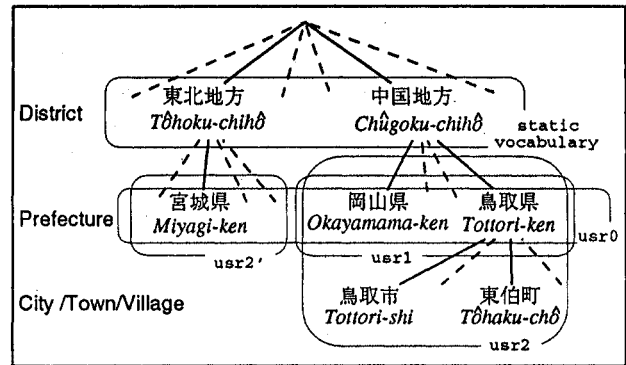 東北地方 中国地方
District Tôhoku-chihô Chûgoku-chihô static
vocabulary
宮城県 岡山県 鳥取県
Prefecture Miyagi-ken Okayamama-ken Tottori-ken
usr0
usr2' usr1
鳥取市 東伯町
City /Town/Village Tottori-shi Tôhaku-chô
usr2